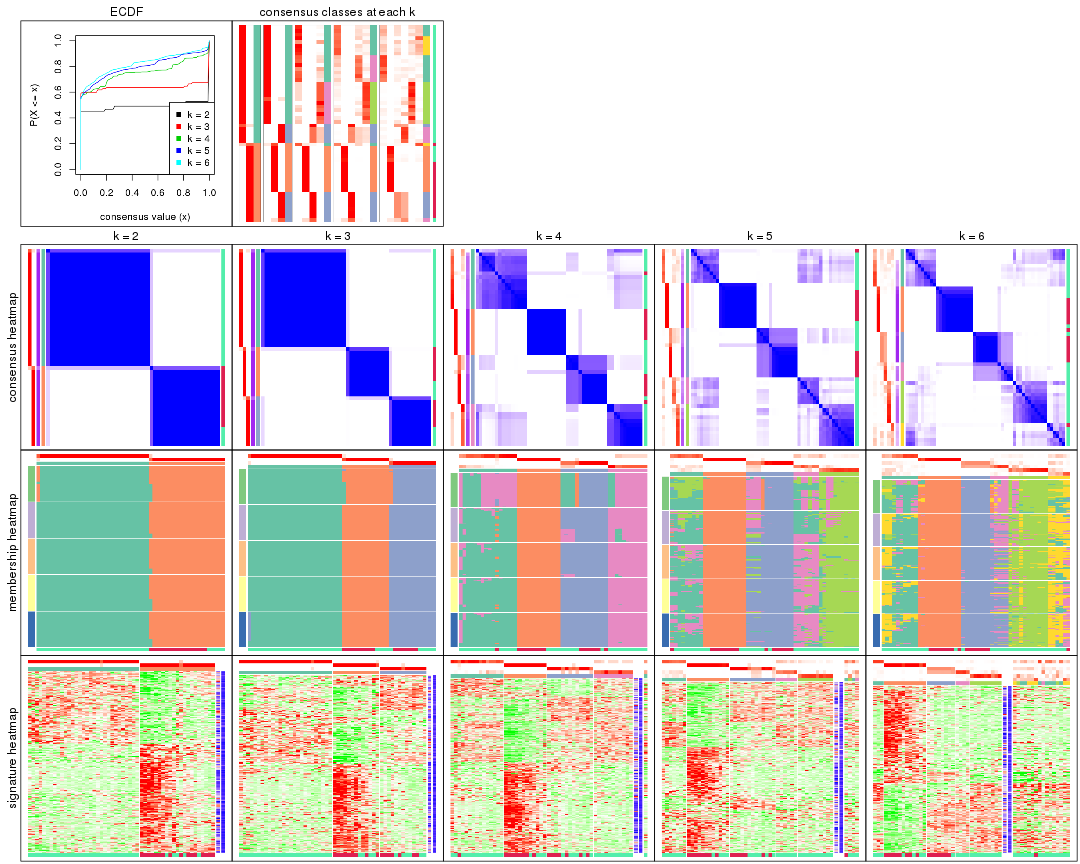 ECDF
consensus classes at each k
P(X <= x)
0.0 0.2 0.4 0.6 0.8 1.0
k = 2
k = 3
k = 4
k = 5
k = 6
0.0 0.2 0.4 0.6 0.8 1.0
consensus value (x)
k = 2 k = 3 k = 4 k = 5 k = 6
consensus heatmap
membership heatmap
signature heatmap